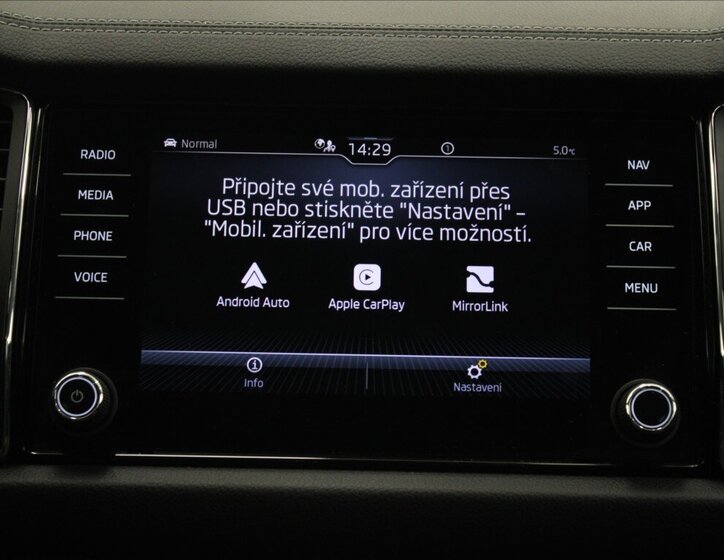 RADIO
MEDIA
PHONE
VOICE
Normal
14:29
1
5.0°C
Připojte své mob. zařízení přes
USB nebo stiskněte "Nastavení" –
"Mobil. zařízení" pro více možností.
Android Auto
Apple CarPlay
MirrorLink
Info
Nastavení
NAV
APP
CAR
MENU